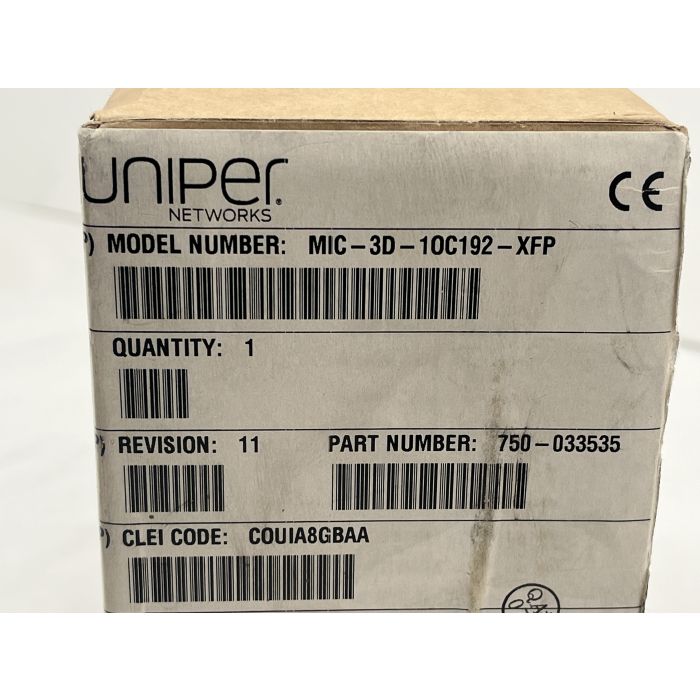 UNIPER
NETWORKS
CE
P) MODEL NUMBER: MIC-3D-1OC192-XFP
QUANTITY: 1
P) REVISION: 11 PART NUMBER: 750-033535
P) CLEI CODE: COUIA8GBAA